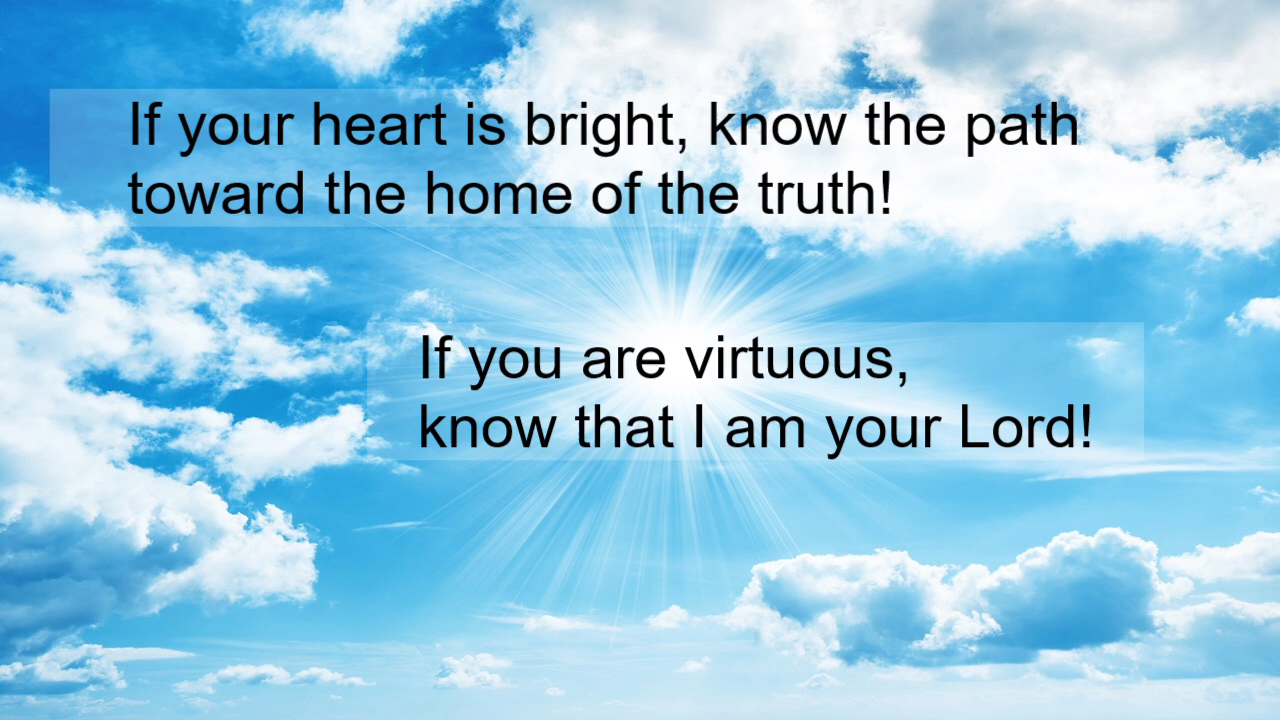 If your heart is bright, know the path
toward the home of the truth!
If you are virtuous,
know that I am your Lord!